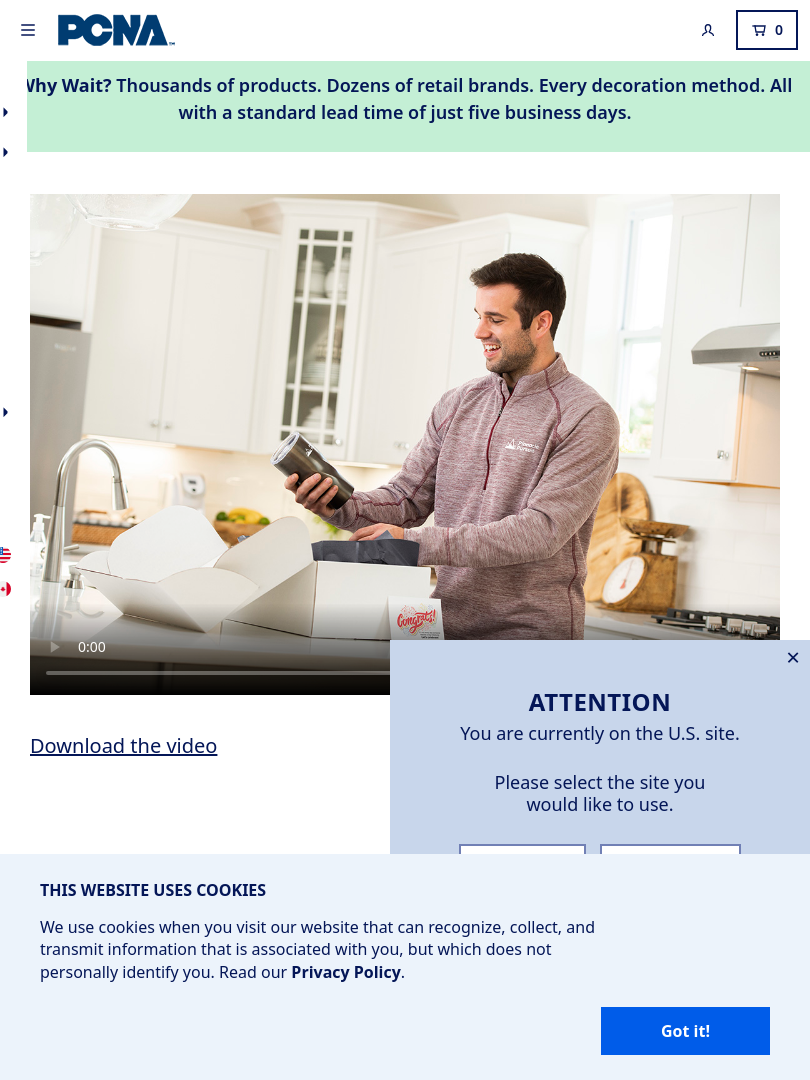 PCNA
0
Why Wait? Thousands of products. Dozens of retail brands. Every decoration method. All
with a standard lead time of just five business days.
Congrats!
0:00
ATTENTION
You are currently on the U.S. site.
Download the video
Please select the site you
would like to use.
THIS WEBSITE USES COOKIES
We use cookies when you visit our website that can recognize, collect, and
transmit information that is associated with you, but which does not
personally identify you. Read our Privacy Policy.
Got it!